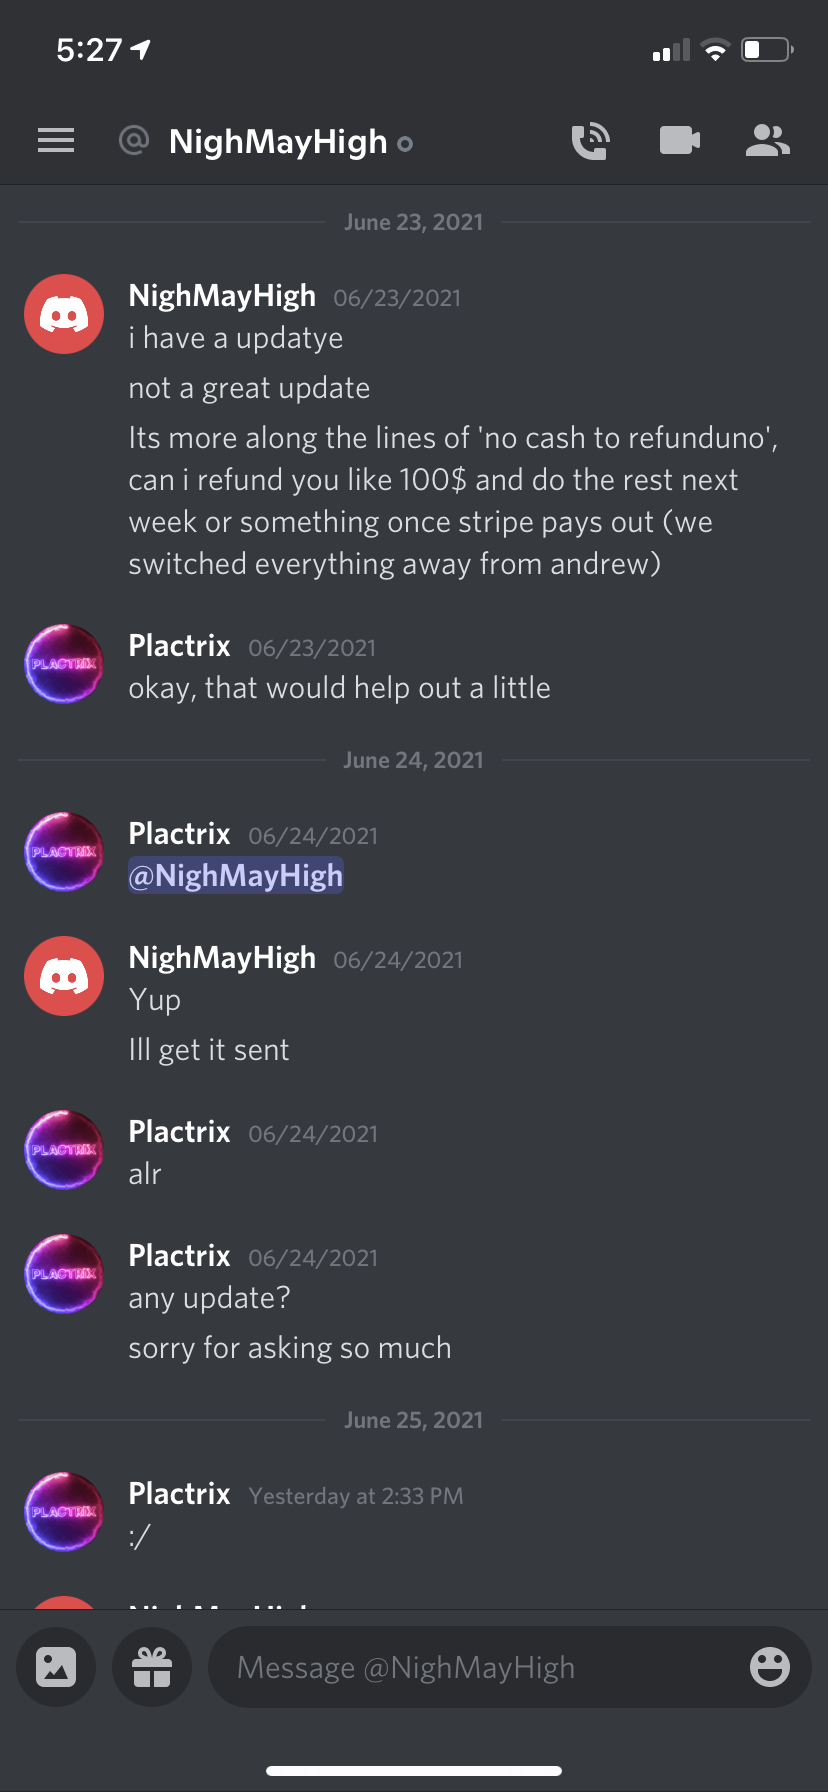 5:27
@ NighMayHigh
June 23, 2021
NighMayHigh 06/23/2021
i have a updatye
not a great update
Its more along the lines of 'no cash to refunduno',
can i refund you like 100$ and do the rest next
week or something once stripe pays out (we
switched everything away from andrew)
PLACTRIX
Plactrix 06/23/2021
okay, that would help out a little
June 24, 2021
PLACTRIX
Plactrix 06/24/2021
@NighMayHigh
NighMayHigh 06/24/2021
Yup
Ill get it sent
PLACTRIX
Plactrix 06/24/2021
alr
PLACTRIX
Plactrix 06/24/2021
any update?
sorry for asking so much
June 25, 2021
PLACTRIX
Plactrix Yesterday at 2:33 PM
:/
Message @NighMayHigh